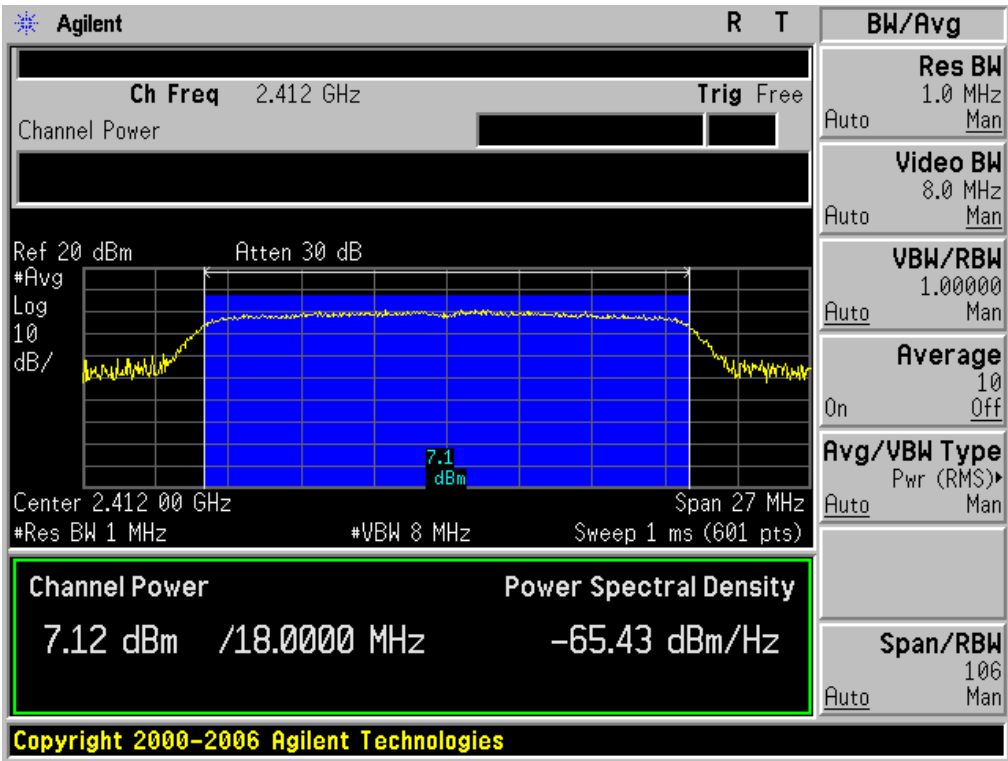 Agilent R T
BW/Avg
Ch Freq 2.412 GHz Trig Free
Channel Power
Res BW
1.0 MHz
Auto Man
Video BW
8.0 MHz
Auto Man
VBW/RBW
1.00000
Auto Man
Average
10
On Off
Avg/VBW Type
Pwr (RMS)
Auto Man
Span/RBW
106
Auto Man
Ref 20 dBm Atten 30 dB
#Avg
Log
10
dB/
7.1
dBm
Center 2.412 00 GHz Span 27 MHz
#Res BW 1 MHz #VBW 8 MHz Sweep 1 ms (601 pts)
Channel Power Power Spectral Density
7.12 dBm /18.0000 MHz -65.43 dBm/Hz
Copyright 2000-2006 Agilent Technologies